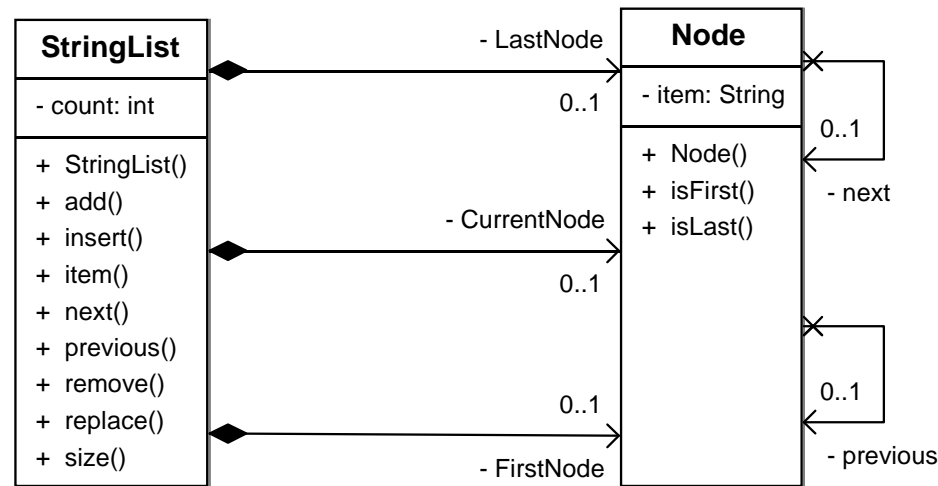 StringList
- count: int
+ StringList()
+ add()
+ insert()
+ item()
+ next()
+ previous()
+ remove()
+ replace()
+ size()
- LastNode
0..1
- CurrentNode
0..1
0..1
- FirstNode
Node
- item: String
+ Node()
+ isFirst()
+ isLast()
0..1
- next
0..1
- previous